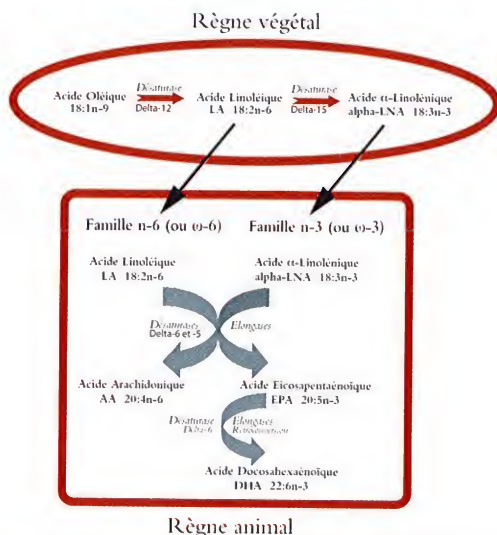 Règne végétal
Acide Oléique
18:1n-9
Désaturase
Delta-12
Acide Linoléique
LA 18:2n-6
Désaturase
Delta-15
Acide α-Linolénique
alpha-LNA 18:3n-3
Famille n-6 (ou ω-6)
Famille n-3 (ou ω-3)
Acide Linoléique
LA 18:2n-6
Acide α-Linolénique
alpha-LNA 18:3n-3
Désaturases
Delta-6 et -5
Elongases
Acide Arachidonique
AA 20:4n-6
Acide Eicosapentaénoïque
EPA 20:5n-3
Désaturase
Delta-6
Elongases
Rétroconversion
Acide Docosahexaénoïque
DHA 22:6n-3
Règne animal